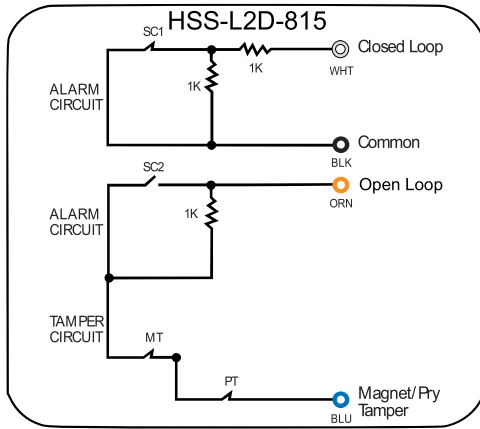 HSS-L2D-815
SC1
Closed Loop
1K
WHT
1K
ALARM
CIRCUIT
Common
BLK
SC2
Open Loop
ORN
1K
ALARM
CIRCUIT
TAMPER
CIRCUIT
MT
PT
Magnet/Pry
Tamper
BLU